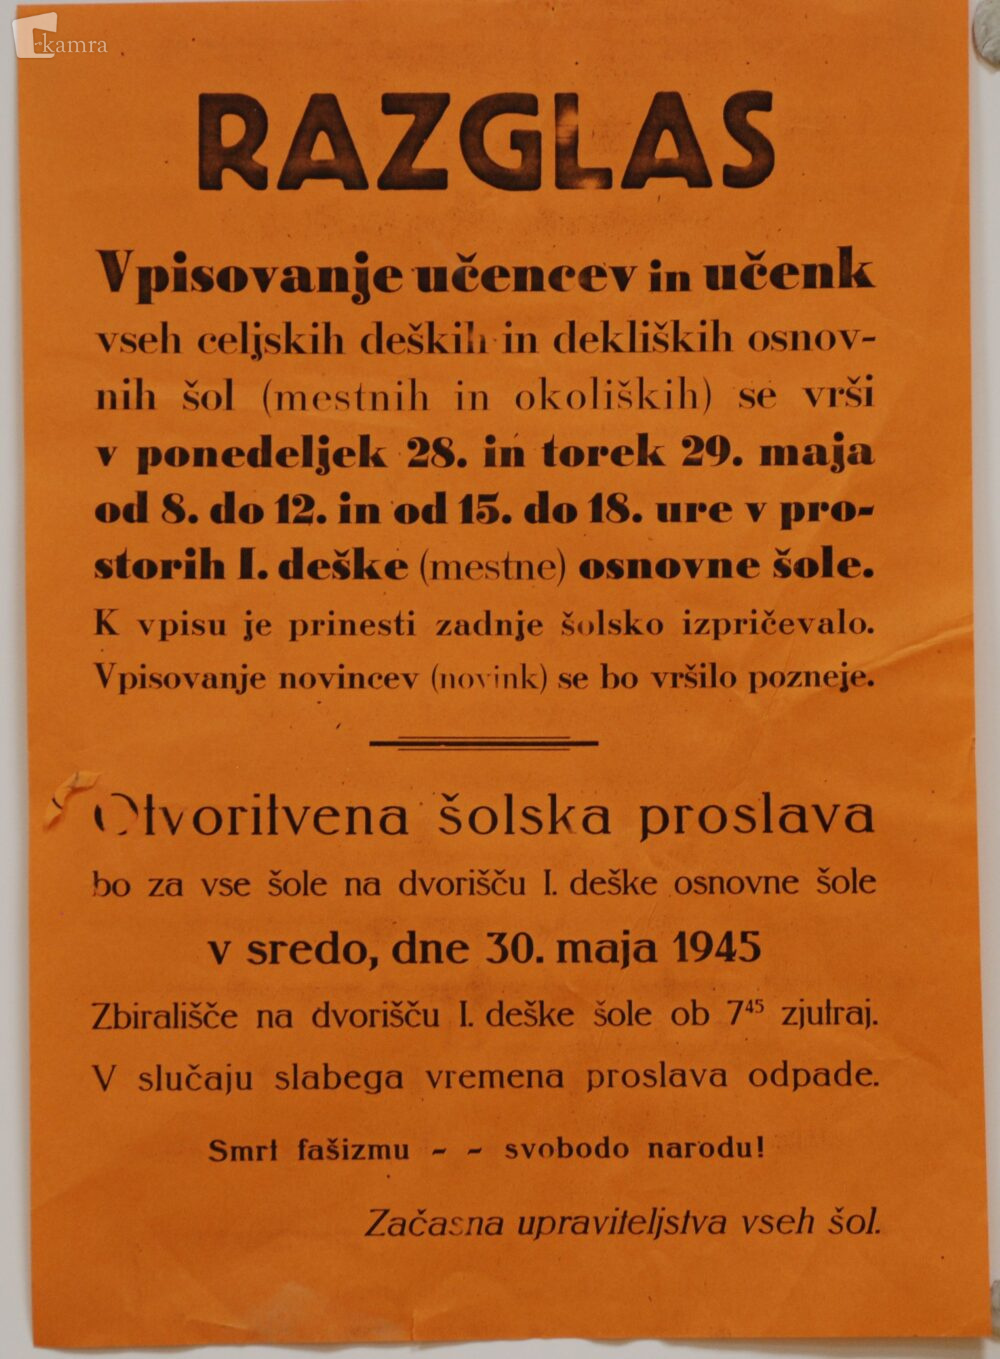 kamra
RAZGLAS
Vpisovanje učencev in učenk
vseh celjskih deških in dekliških osnov-
nih šol (mestnih in okoliških) se vrši
v ponedeljek 28. in torek 29. maja
od 8. do 12. in od 15. do 18. ure v pro-
storih I. deške (mestne) osnovne šole.
K vpisu je prinesti zadnje šolsko izpričevalo.
Vpisovanje novincev (novink) se bo vršilo pozneje.
Otvoritvena šolska proslava
bo za vse šole na dvorišču I. deške osnovne šole
v sredo, dne 30. maja 1945
Zbirališče na dvorišču I. deške šole ob 7⁴⁵ zjutraj.
V slučaju slabega vremena proslava odpade.
Smrt fašizmu - - svobodo narodu!
Začasna upraviteljstva vseh šol.